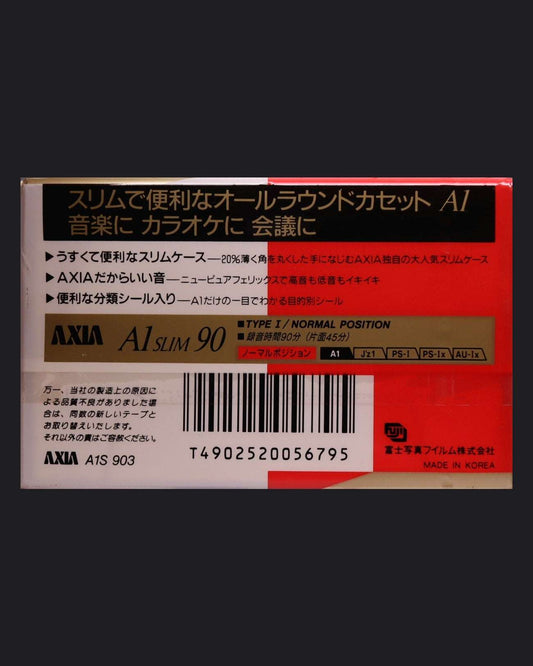 スリムで便利なオールラウンドカセット A1
音楽に カラオケに 会議に
▶うすくて便利なスリムケース—20%薄く角を丸くした手になじむAXIA独自の大人気スリムケース
▶AXIAだからいい音—ニューピュアフェリックスで高音も低音もイキイキ
▶便利な分類シール入り—A1だけの一目でわかる目的別シール
AXIA A1 SLIM 90
■TYPE I / NORMAL POSITION
■録音時間90分 (片面45分)
ノーマルポジション A1 J'z1 PS-I PS-Ix AU-Ix
万一、当社の製造上の原因に
よる品質不良がありました場
合は、同数の新しいテープと
お取り替えいたします。
それ以外の責はご容赦ください。
AXIA A1S 903
T4902520056795
FUJI
富士写真フイルム株式会社
MADE IN KOREA